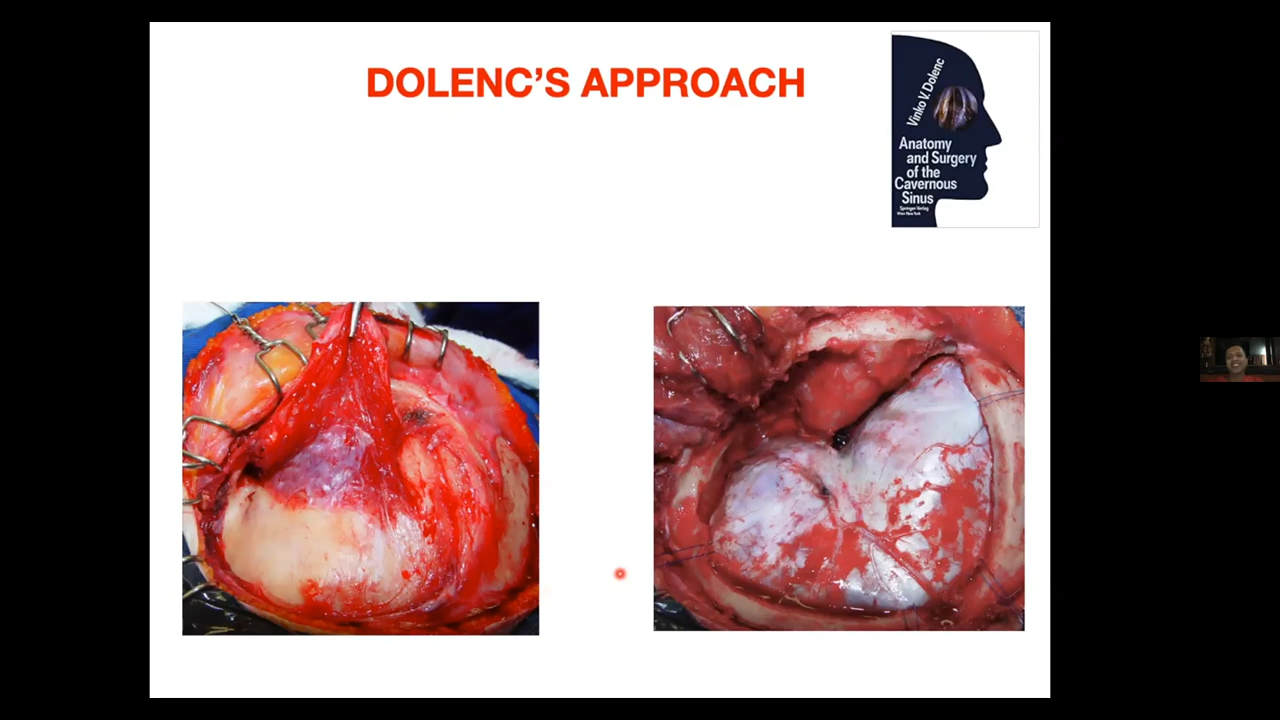 DOLENC'S APPROACH
Vinko V. Dolenc
Anatomy
and Surgery
of the
Cavernous
Sinus
Springer-Verlag
Wien New York